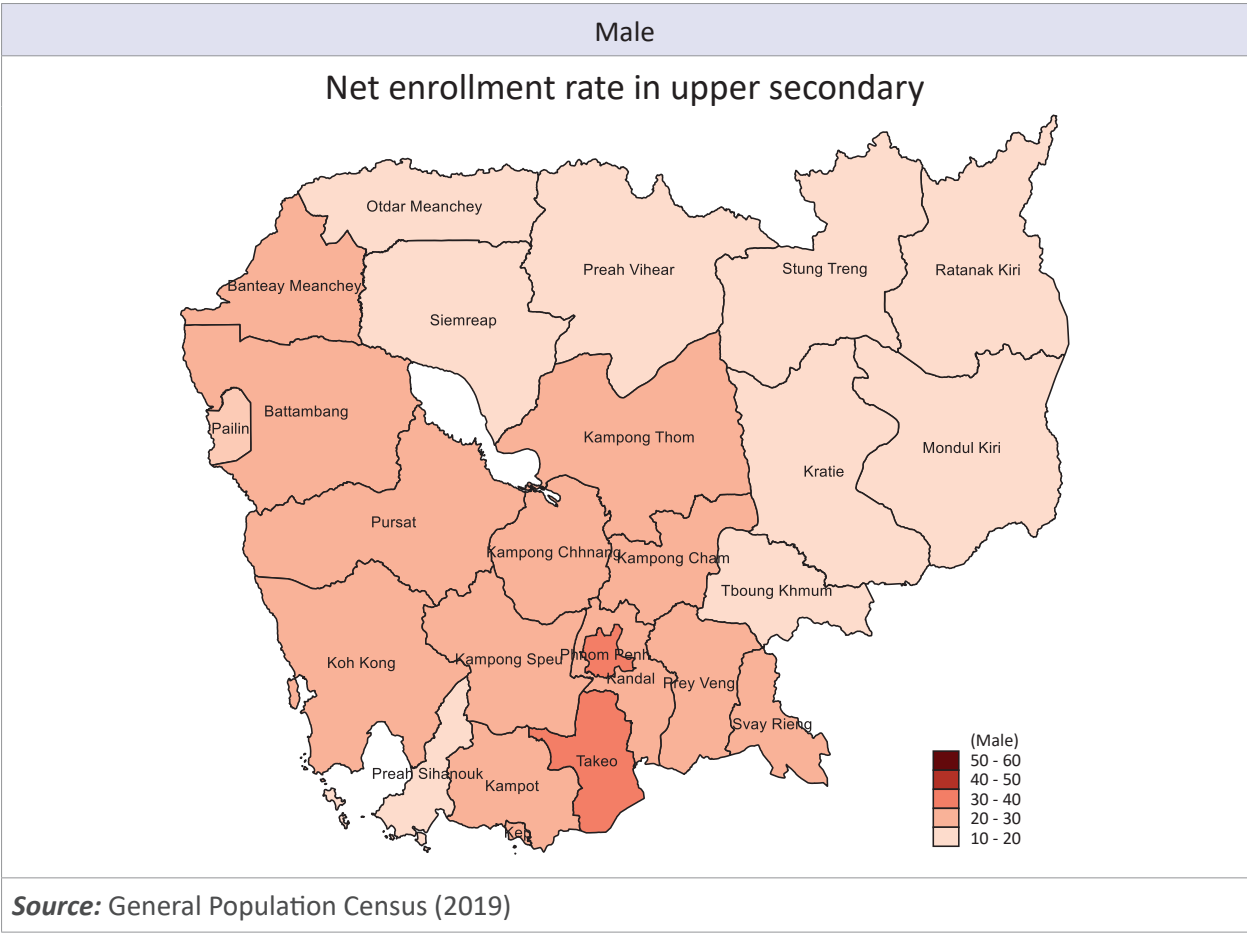 Male
Net enrollment rate in upper secondary
Otdar Meanchey
Preah Vihear
Stung Treng
Ratanak Kiri
Banteay Meanchey
Siemreap
Battambang
Pailin
Kampong Thom
Mondul Kiri
Kratie
Pursat
Kampong Chhnang
Kampong Cham
Tboung Khmum
Koh Kong
Kampong Speu
Phnom Penh
Kandal
Prey Veng
Svay Rieng
Preah Sihanouk
Takeo
Kampot
Kep
(Male)
50 - 60
40 - 50
30 - 40
20 - 30
10 - 20
Source: General Population Census (2019)